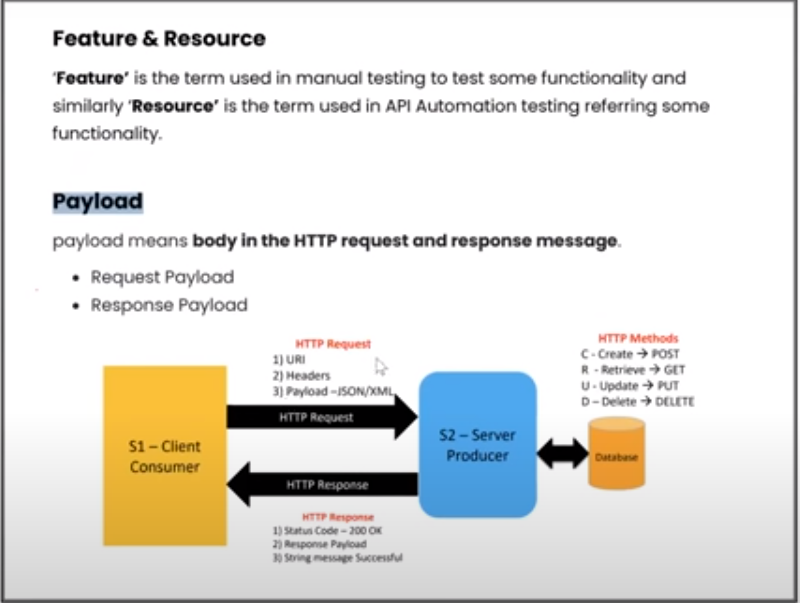 Feature & Resource
‘Feature’ is the term used in manual testing to test some functionality and
similarly ‘Resource’ is the term used in API Automation testing referring some
functionality.
Payload
payload means body in the HTTP request and response message.
• Request Payload
• Response Payload
HTTP Request
1) URI
2) Headers
3) Payload –JSON/XML
HTTP Methods
C - Create → POST
R - Retrieve → GET
U - Update → PUT
D – Delete → DELETE
S1 – Client
Consumer
HTTP Request
HTTP Response
S2 – Server
Producer
Database
HTTP Response
1) Status Code – 200 OK
2) Response Payload
3) String message Successful